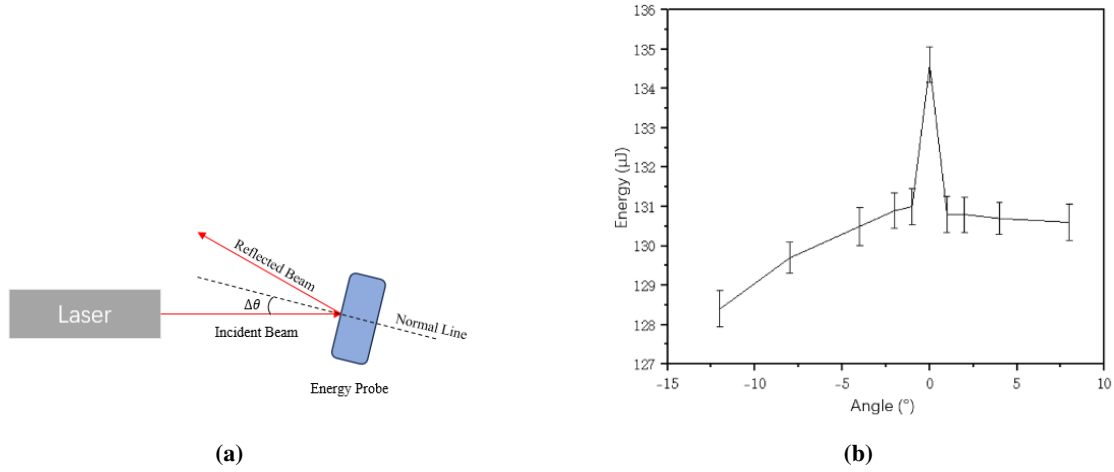 Laser
Reflected Beam
Δθ
Incident Beam
Normal Line
Energy Probe
(a)
136
135
134
133
132
131
130
129
128
127
Energy (μJ)
-15 -10 -5 0 5 10
Angle (°)
(b)